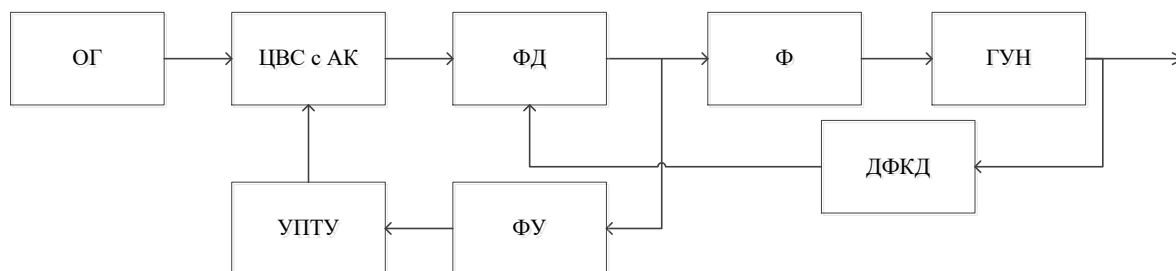 ОГ
ЦВС с АК
ФД
Ф
ГУН
ДФКД
УПТУ
ФУ